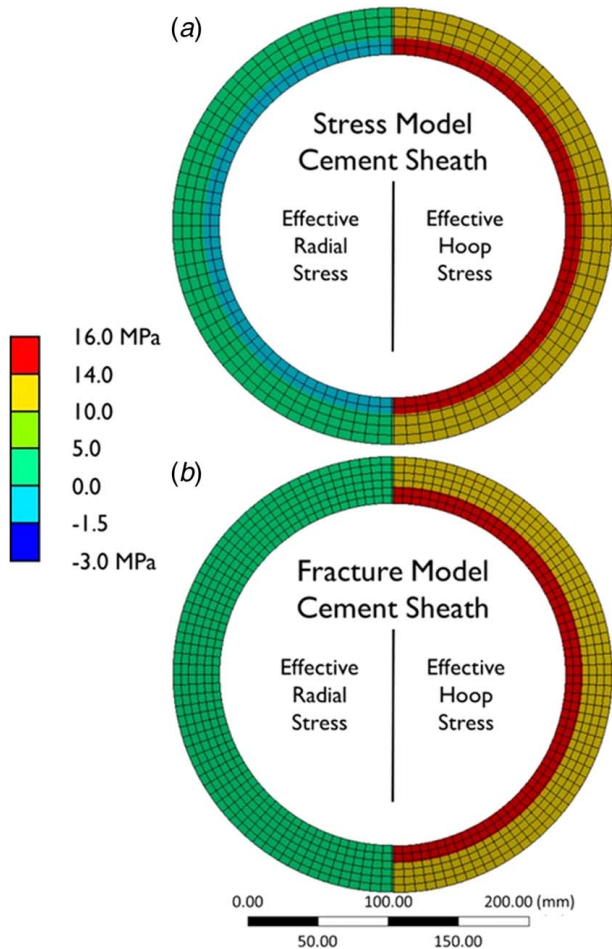 (a)
Stress Model
Cement Sheath
Effective
Radial
Stress
Effective
Hoop
Stress
16.0 MPa
14.0
10.0
5.0
0.0
-1.5
-3.0 MPa
(b)
Fracture Model
Cement Sheath
Effective
Radial
Stress
Effective
Hoop
Stress
0.00 100.00 200.00 (mm)
50.00 150.00